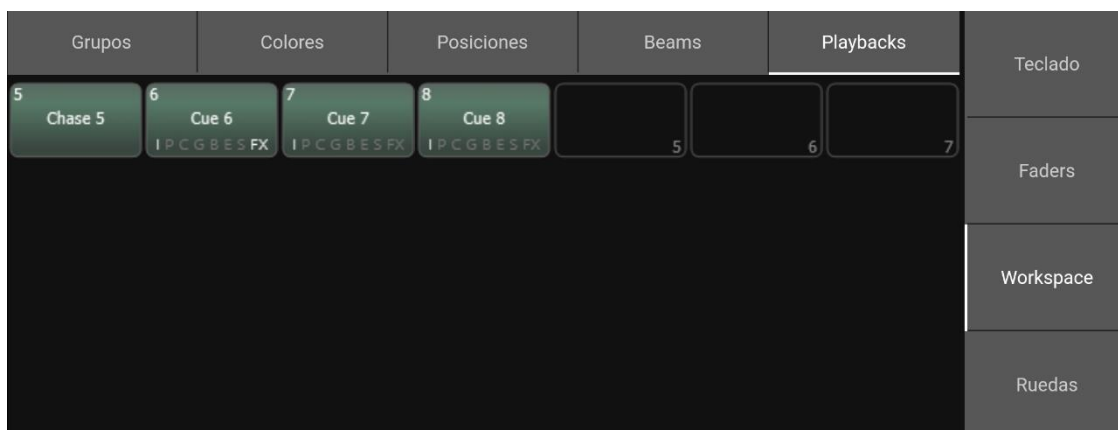 Grupos Colores Posiciones Beams Playbacks
Teclado
5 6 7 8
Chase 5 Cue 6 Cue 7 Cue 8
I P C G B E S FX I P C G B E S FX I P C G B E S FX 5 6 7
Faders
Workspace
Ruedas